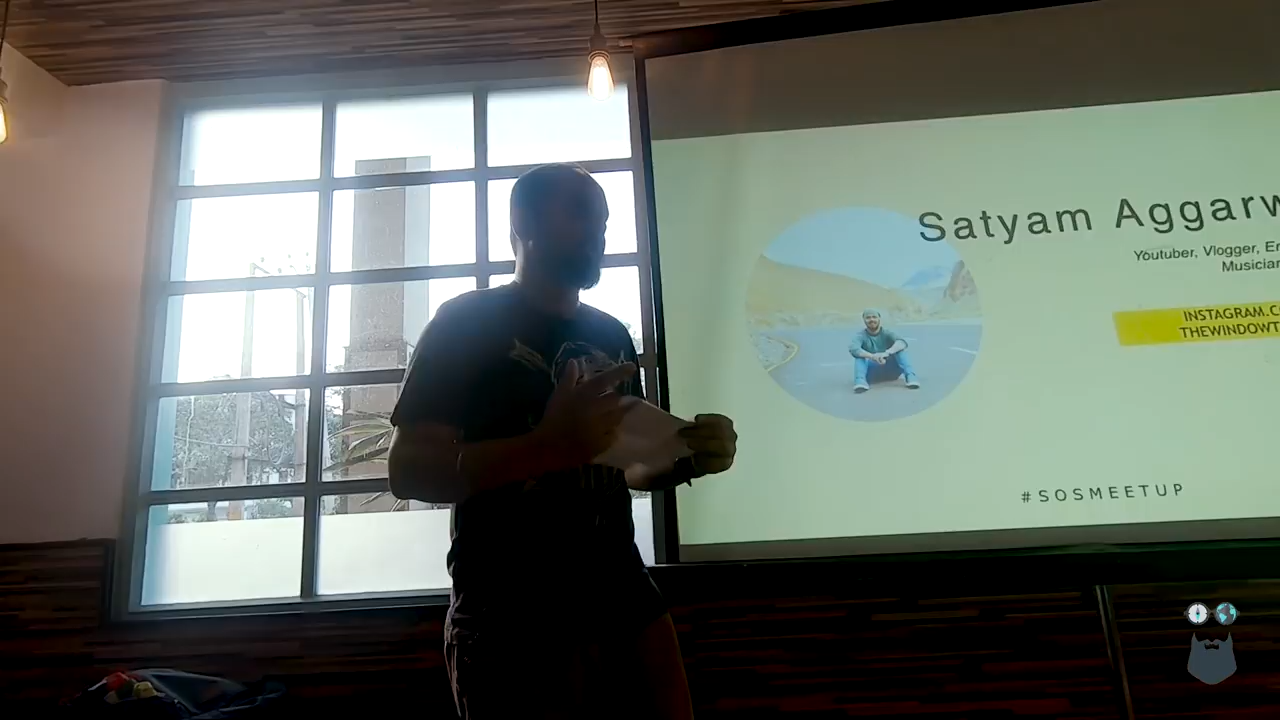 Satyam Aggarw
Youtuber, Vlogger, En
Musician
INSTAGRAM.C
THEWINDOWT
#SOSMEETUP